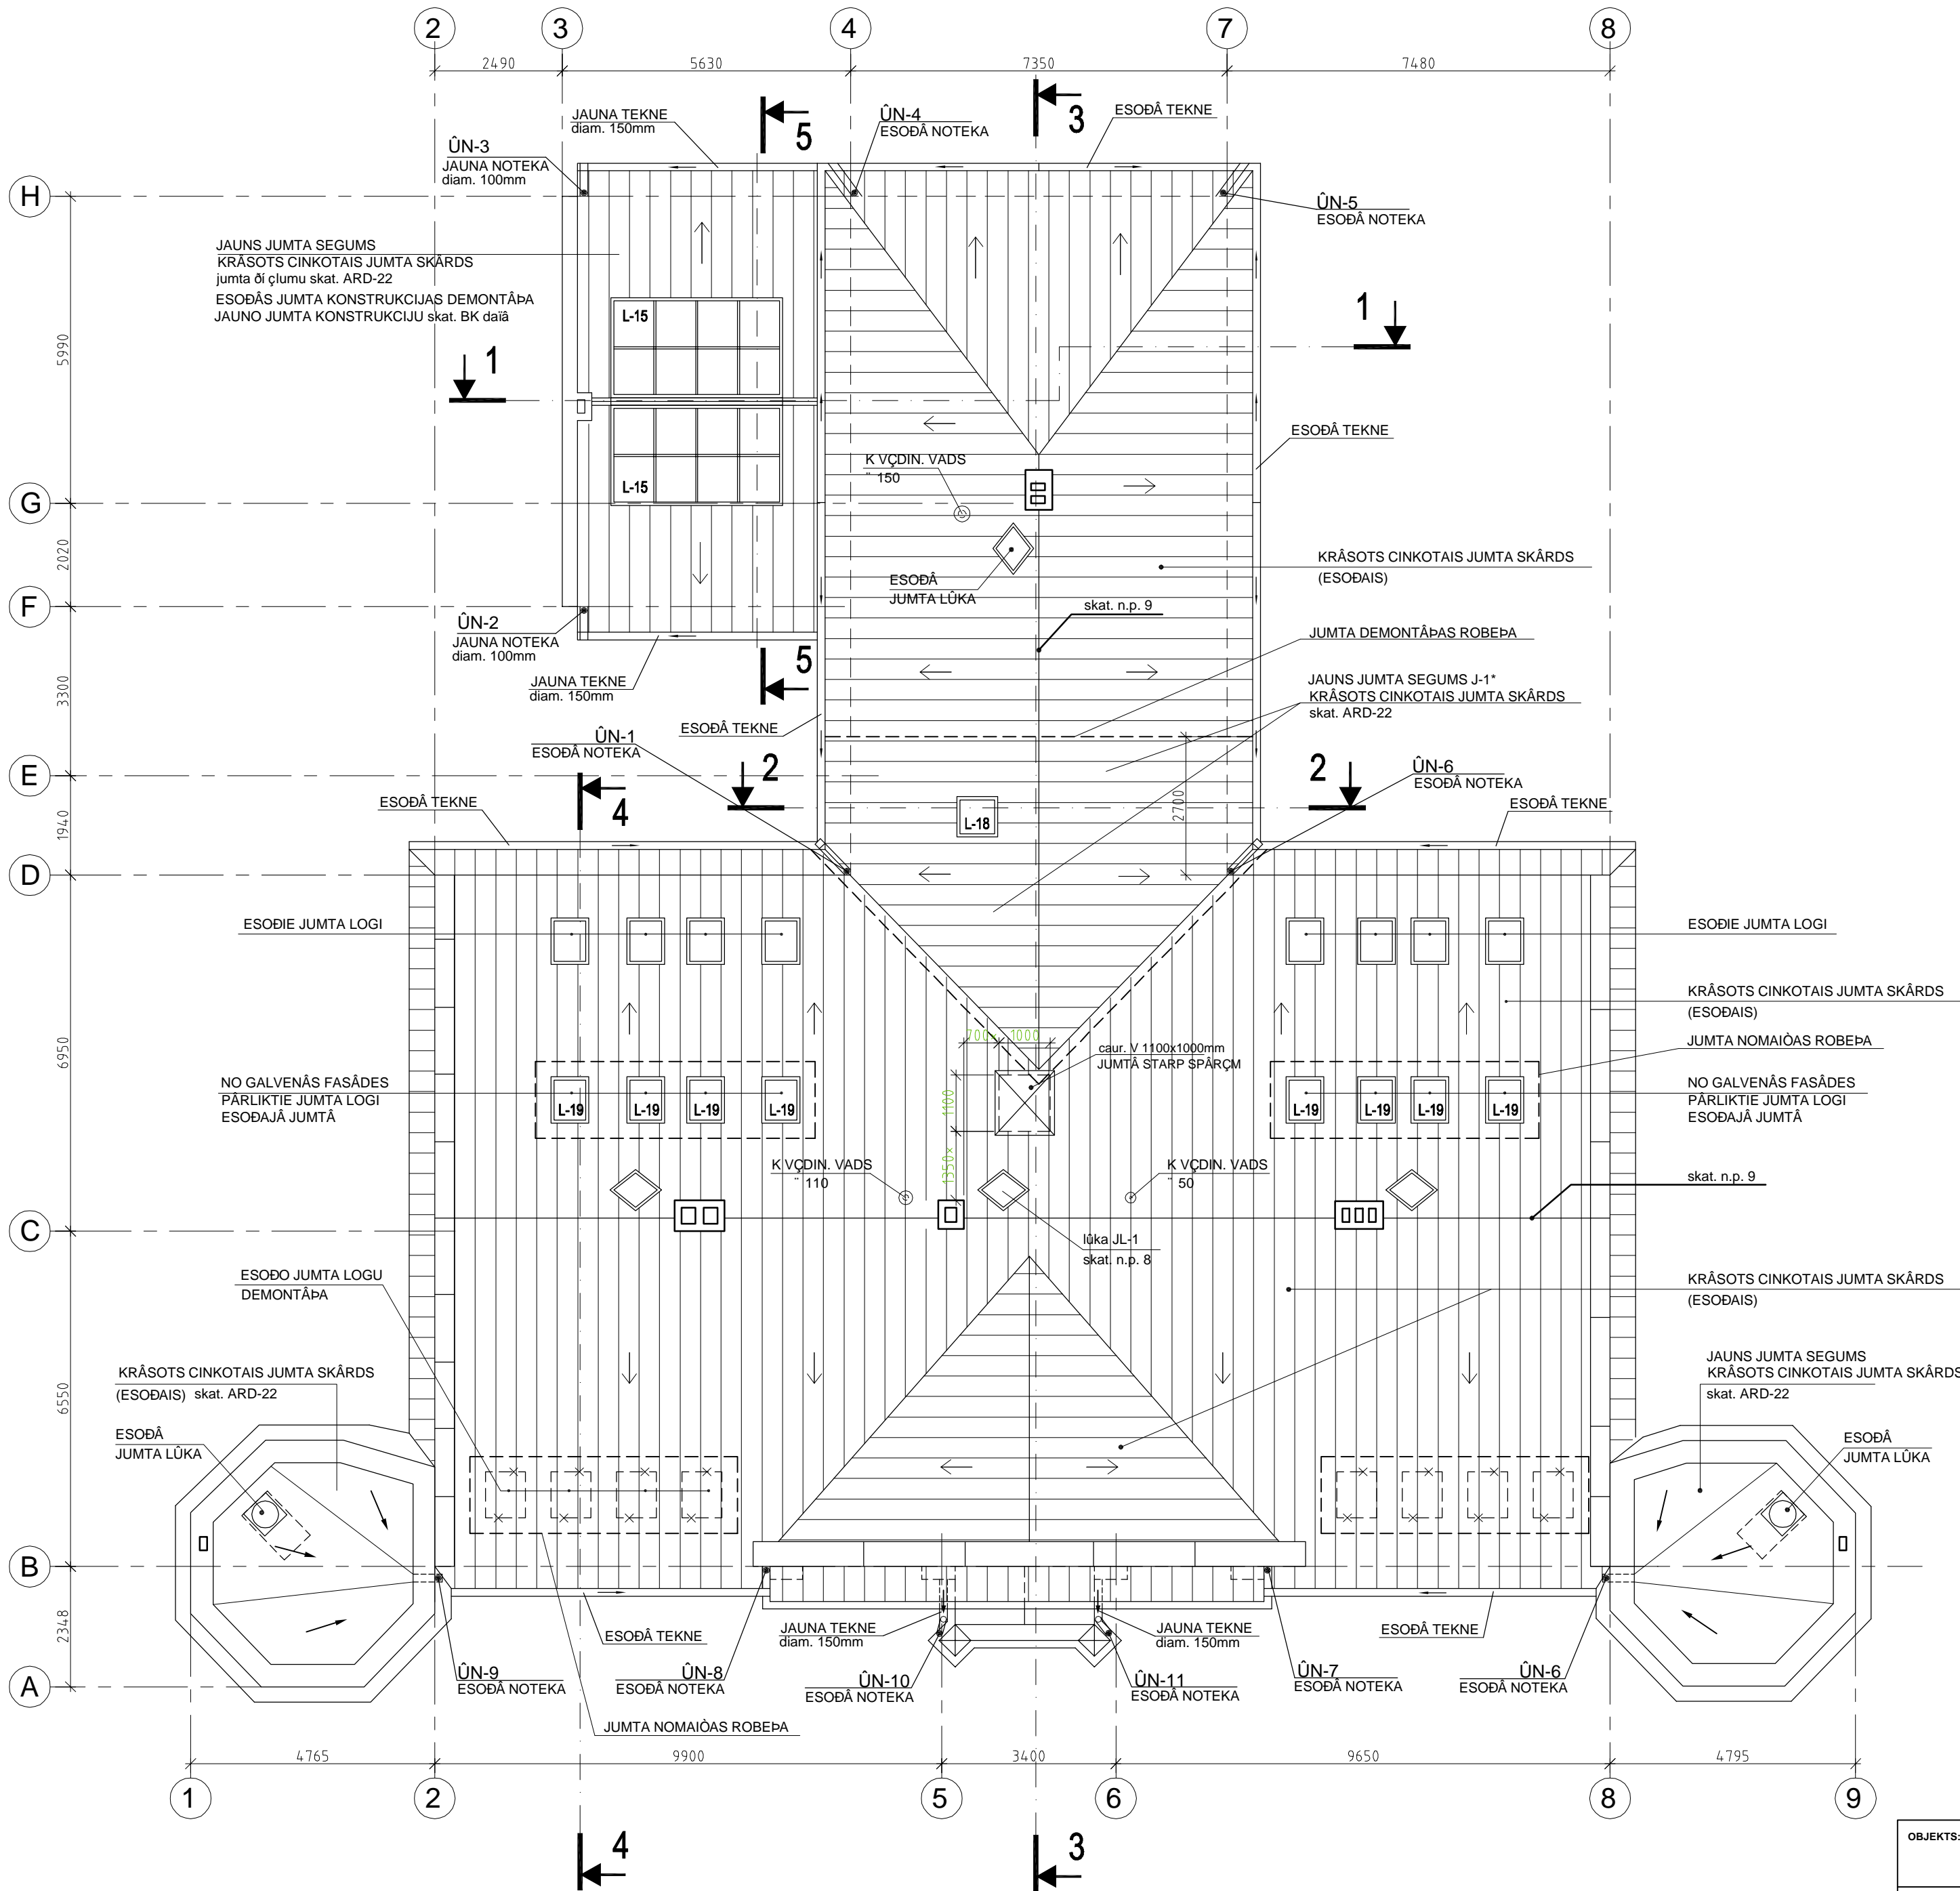 2
3
4
7
8
2490
5630
7350
7480
JAUNA TEKNE
diam. 150mm
5
ÛN-4
ESOÐÂ NOTEKA
3
ESOÐÂ TEKNE
ÛN-3
JAUNA NOTEKA
diam. 100mm
H
ÛN-5
ESOÐÂ NOTEKA
JAUNS JUMTA SEGUMS
KRÂSOTS CINKOTAIS JUMTA SKÂRDS
jumta ðí çlumu skat. ARD-22
ESOÐÂS JUMTA KONSTRUKCIJAS DEMONTÂÞA
JAUNO JUMTA KONSTRUKCIJU skat. BK daïâ
L-15
1
5990
1
ESOÐÂ TEKNE
K VÇDIN. VADS
¨ 150
L-15
G
2020
ESOÐÂ
JUMTA LÛKA
KRÂSOTS CINKOTAIS JUMTA SKÂRDS
(ESOÐAIS)
F
skat. n.p. 9
ÛN-2
JAUNA NOTEKA
diam. 100mm
JUMTA DEMONTÂÞAS ROBEÞA
5
JAUNA TEKNE
diam. 150mm
3300
JAUNS JUMTA SEGUMS J-1*
KRÂSOTS CINKOTAIS JUMTA SKÂRDS
skat. ARD-22
ESOÐÂ TEKNE
ÛN-1
ESOÐÂ NOTEKA
E
2
2
ÛN-6
ESOÐÂ NOTEKA
ESOÐÂ TEKNE
4
2700
ESOÐÂ TEKNE
1940
L-18
D
ESOÐIE JUMTA LOGI
ESOÐIE JUMTA LOGI
KRÂSOTS CINKOTAIS JUMTA SKÂRDS
(ESOÐAIS)
6950
700×
1000
caur. V 1100x1000mm
JUMTÂ STARP SPÂRÇM
JUMTA NOMAIÒAS ROBEÞA
NO GALVENÂS FASÂDES
PÂRLIKTIE JUMTA LOGI
ESOÐAJÂ JUMTÂ
L-19
L-19
L-19
L-19
1100
L-19
L-19
L-19
L-19
NO GALVENÂS FASÂDES
PÂRLIKTIE JUMTA LOGI
ESOÐAJÂ JUMTÂ
K VÇDIN. VADS
¨ 110
1350×
K VÇDIN. VADS
¨ 50
skat. n.p. 9
C
lûka JL-1
skat. n.p. 8
ESOÐO JUMTA LOGU
DEMONTÂÞA
KRÂSOTS CINKOTAIS JUMTA SKÂRDS
(ESOÐAIS)
6550
KRÂSOTS CINKOTAIS JUMTA SKÂRDS
(ESOÐAIS) skat. ARD-22
JAUNS JUMTA SEGUMS
KRÂSOTS CINKOTAIS JUMTA SKÂRDS
skat. ARD-22
ESOÐÂ
JUMTA LÛKA
ESOÐÂ
JUMTA LÛKA
B
2348
JAUNA TEKNE
diam. 150mm
JAUNA TEKNE
diam. 150mm
ESOÐÂ TEKNE
ESOÐÂ TEKNE
ÛN-9
ESOÐÂ NOTEKA
ÛN-8
ESOÐÂ NOTEKA
ÛN-10
ESOÐÂ NOTEKA
ÛN-11
ESOÐÂ NOTEKA
ÛN-7
ESOÐÂ NOTEKA
ÛN-6
ESOÐÂ NOTEKA
A
JUMTA NOMAIÒAS ROBEÞA
4765
9900
3400
9650
4795
1
2
5
6
8
9
4
3
OBJEKTS: